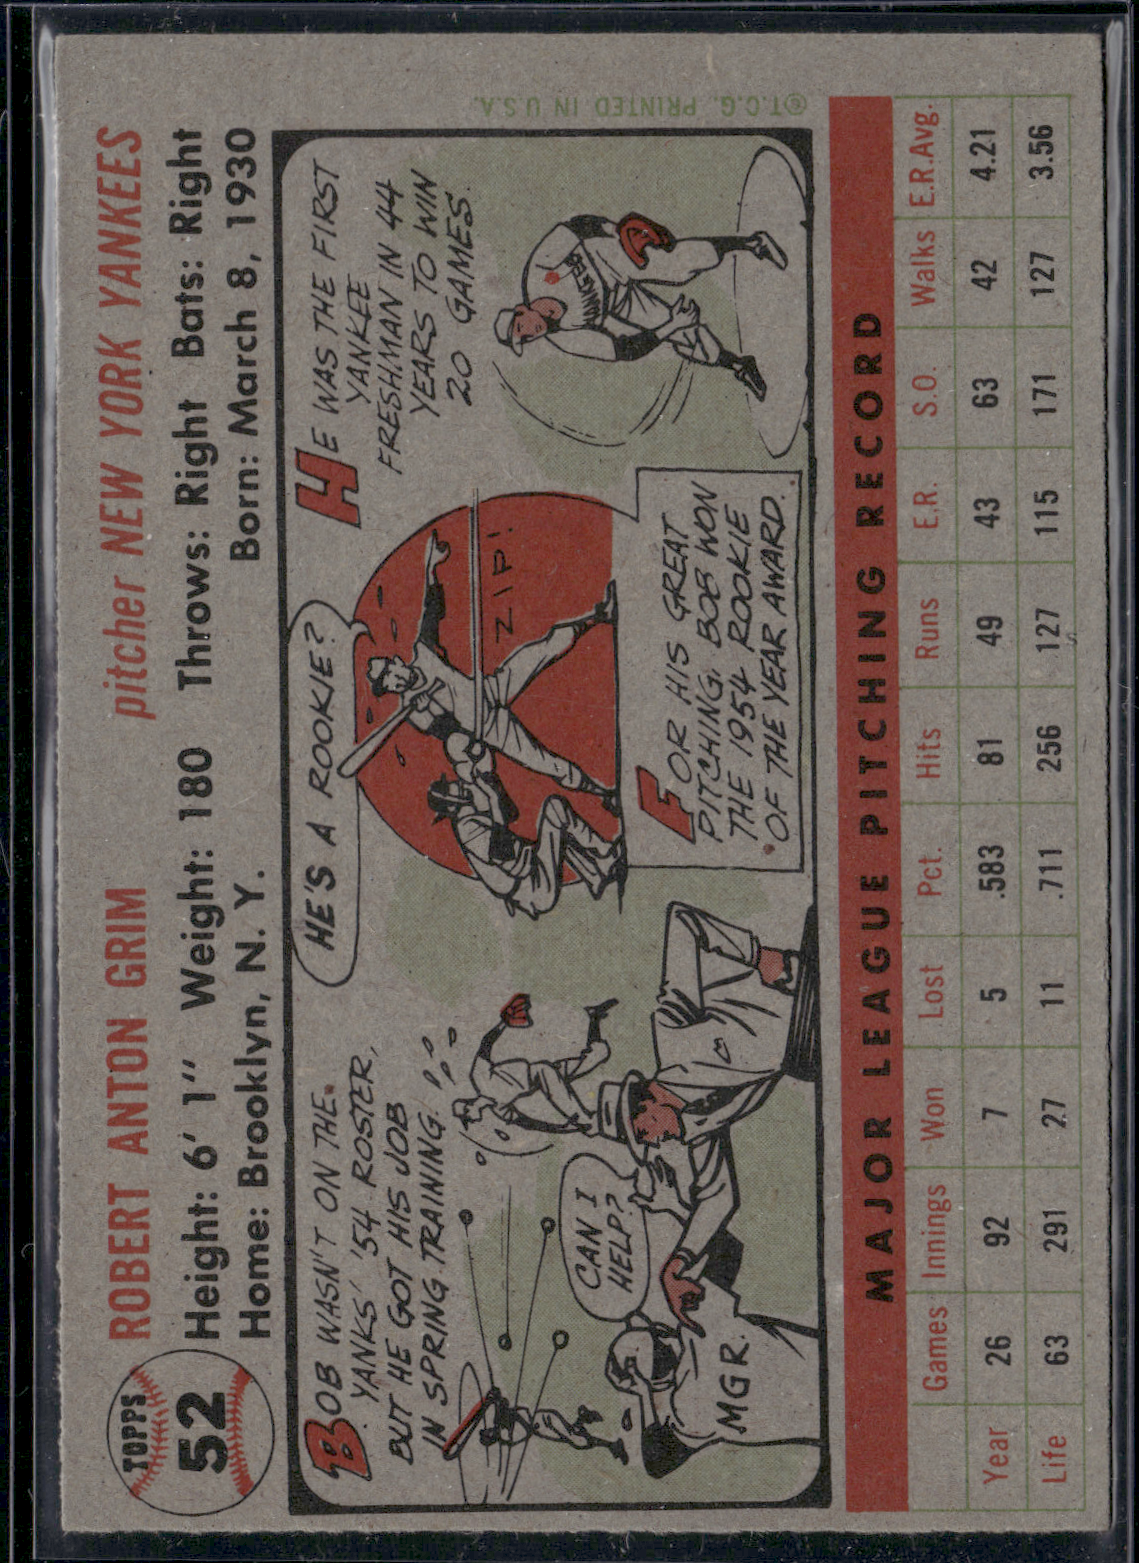 TOPPS
52
ROBERT ANTON GRIM pitcher NEW YORK YANKEES
Height: 6' 1" Weight: 180 Throws: Right Bats: Right
Home: Brooklyn, N. Y. Born: March 8, 1930
BOB WASN'T ON THE
YANKS' '54 ROSTER,
BUT HE GOT HIS JOB
IN SPRING TRAINING!
CAN I
HELP?
MGR.
HE'S A ROOKIE?
ZIP!
FOR HIS GREAT
PITCHING, BOB WON
THE 1954 ROOKIE
OF THE YEAR AWARD.
HE WAS THE FIRST
YANKEE
FRESHMAN IN 44
YEARS TO WIN
20 GAMES.
©T.C.G. PRINTED IN U.S.A.
MAJOR LEAGUE PITCHING RECORD
Games Innings Won Lost Pct. Hits Runs E.R. S.O. Walks E.R.Avg.
Year 26 92 7 5 .583 81 49 43 63 42 4.21
Life 63 291 27 11 .711 256 127 115 171 127 3.56